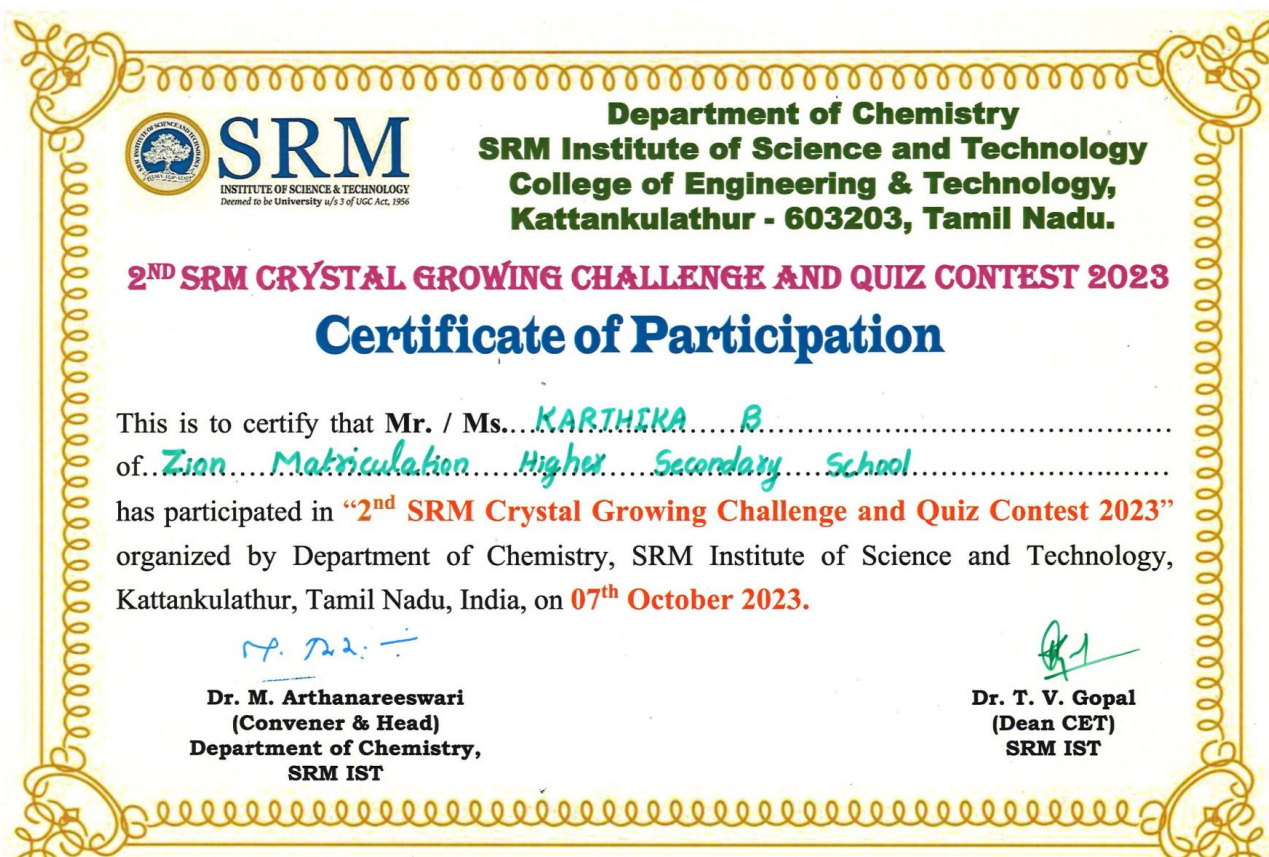 Department of Chemistry
SRM Institute of Science and Technology
College of Engineering & Technology,
Kattankulathur - 603203, Tamil Nadu.
SRM
INSTITUTE OF SCIENCE & TECHNOLOGY
Deemed to be University u/s 3 of UGC Act, 1956
2ND SRM CRYSTAL GROWING CHALLENGE AND QUIZ CONTEST 2023
Certificate of Participation
This is to certify that Mr. / Ms. KARTHIKA B
of Zion Matriculation Higher Secondary School
has participated in “2nd SRM Crystal Growing Challenge and Quiz Contest 2023”
organized by Department of Chemistry, SRM Institute of Science and Technology,
Kattankulathur, Tamil Nadu, India, on 07th October 2023.
Dr. M. Arthanareeswari
(Convener & Head)
Department of Chemistry,
SRM IST
Dr. T. V. Gopal
(Dean CET)
SRM IST